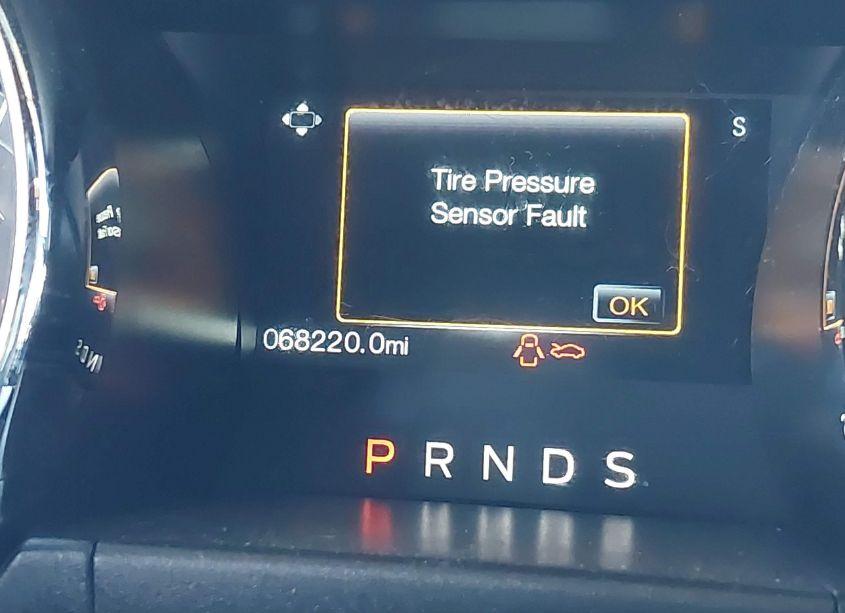 S
Tire Pressure
Sensor Fault
OK
068220.0mi
P R N D S